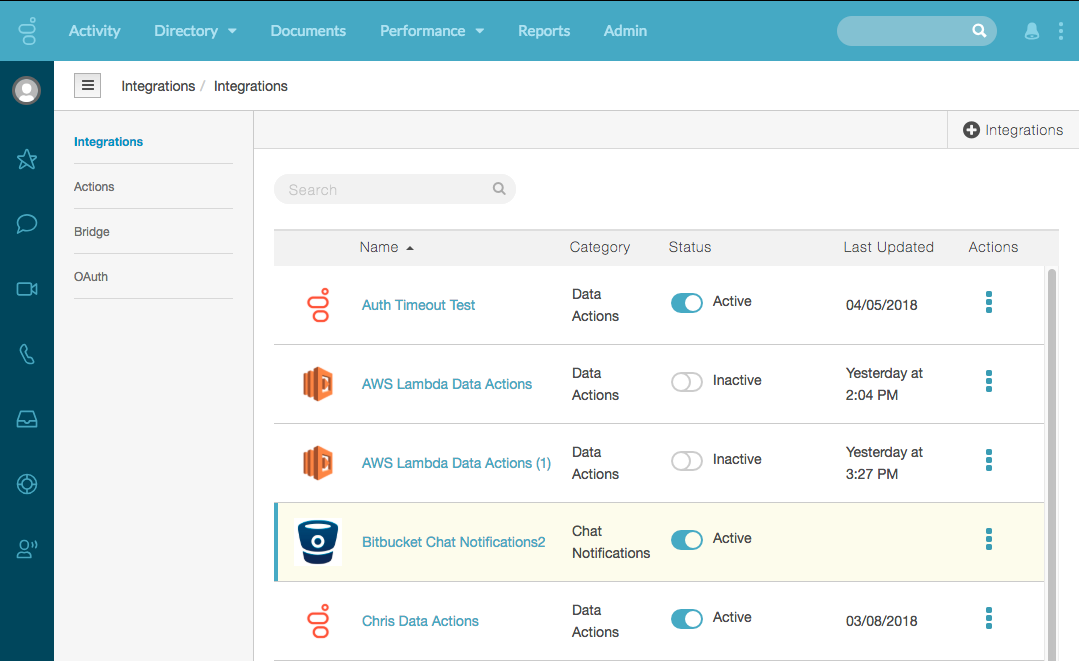 Activity Directory Documents Performance Reports Admin
Integrations / Integrations
Integrations
Integrations
Actions
Bridge
OAuth
Search
Name Category Status Last Updated Actions
Auth Timeout Test
Data
Actions
Active
04/05/2018
AWS Lambda Data Actions
Data
Actions
Inactive
Yesterday at
2:04 PM
AWS Lambda Data Actions (1)
Data
Actions
Inactive
Yesterday at
3:27 PM
Bitbucket Chat Notifications2
Chat
Notifications
Active
Chris Data Actions
Data
Actions
Active
03/08/2018